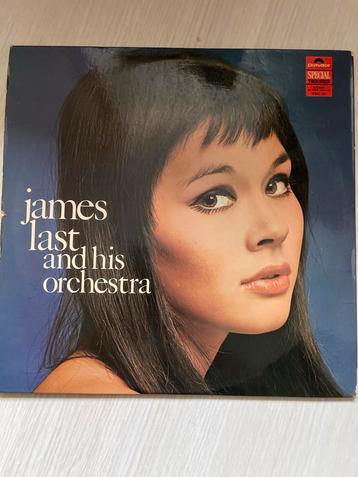 james
last
and his
orchestra
Polydor
SPECIAL